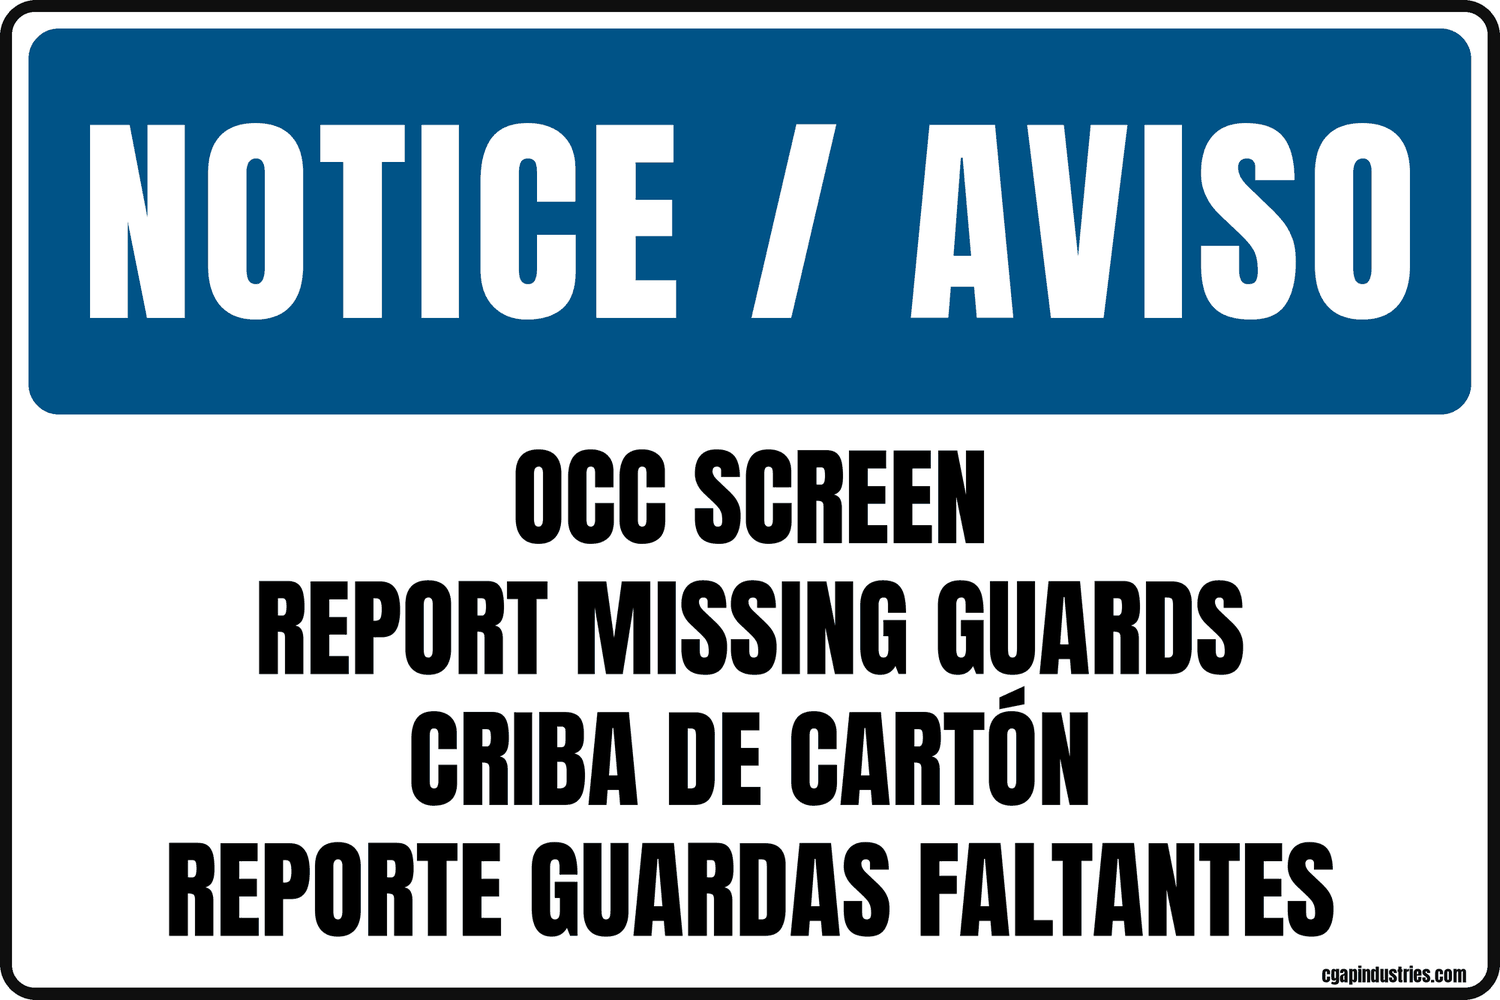 NOTICE / AVISO
OCC SCREEN
REPORT MISSING GUARDS
CRIBA DE CARTÓN
REPORTE GUARDAS FALTANTES
cgapindustries.com